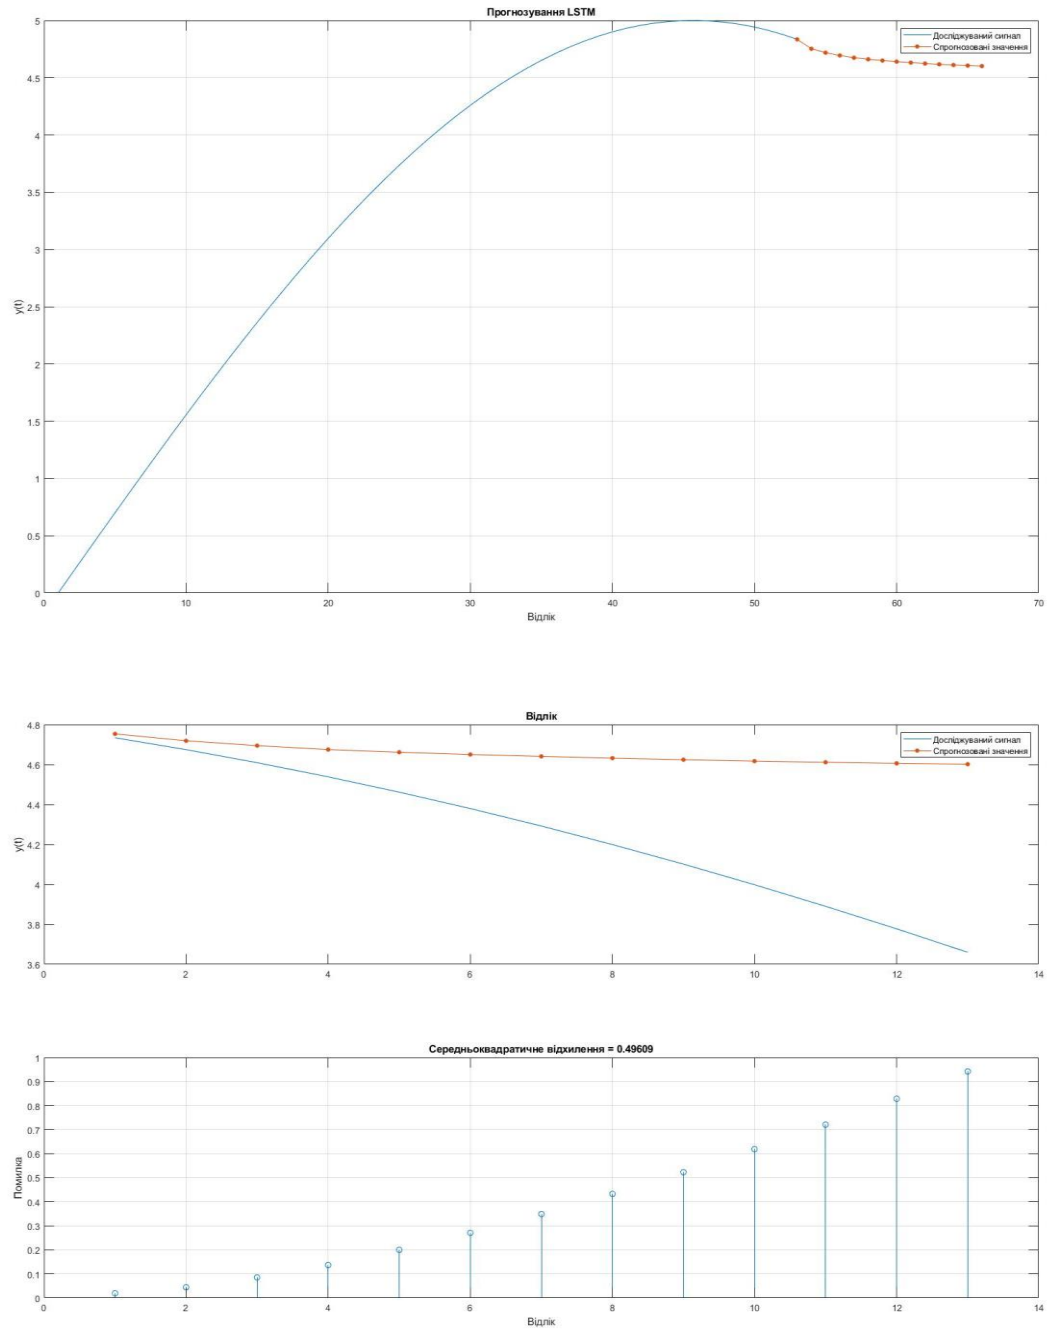 Прогнозування LSTM
Досліджуваний сигнал
Спрогнозовані значення
y(t)
5
4.5
4
3.5
3
2.5
2
1.5
1
0.5
0
0 10 20 30 40 50 60 70
Відлік
Відлік
Досліджуваний сигнал
Спрогнозовані значення
y(t)
4.8
4.6
4.4
4.2
4
3.8
3.6
0 2 4 6 8 10 12 14
Середньоквадратичне відхилення = 0.49609
Помилка
1
0.9
0.8
0.7
0.6
0.5
0.4
0.3
0.2
0.1
0
0 2 4 6 8 10 12 14
Відлік